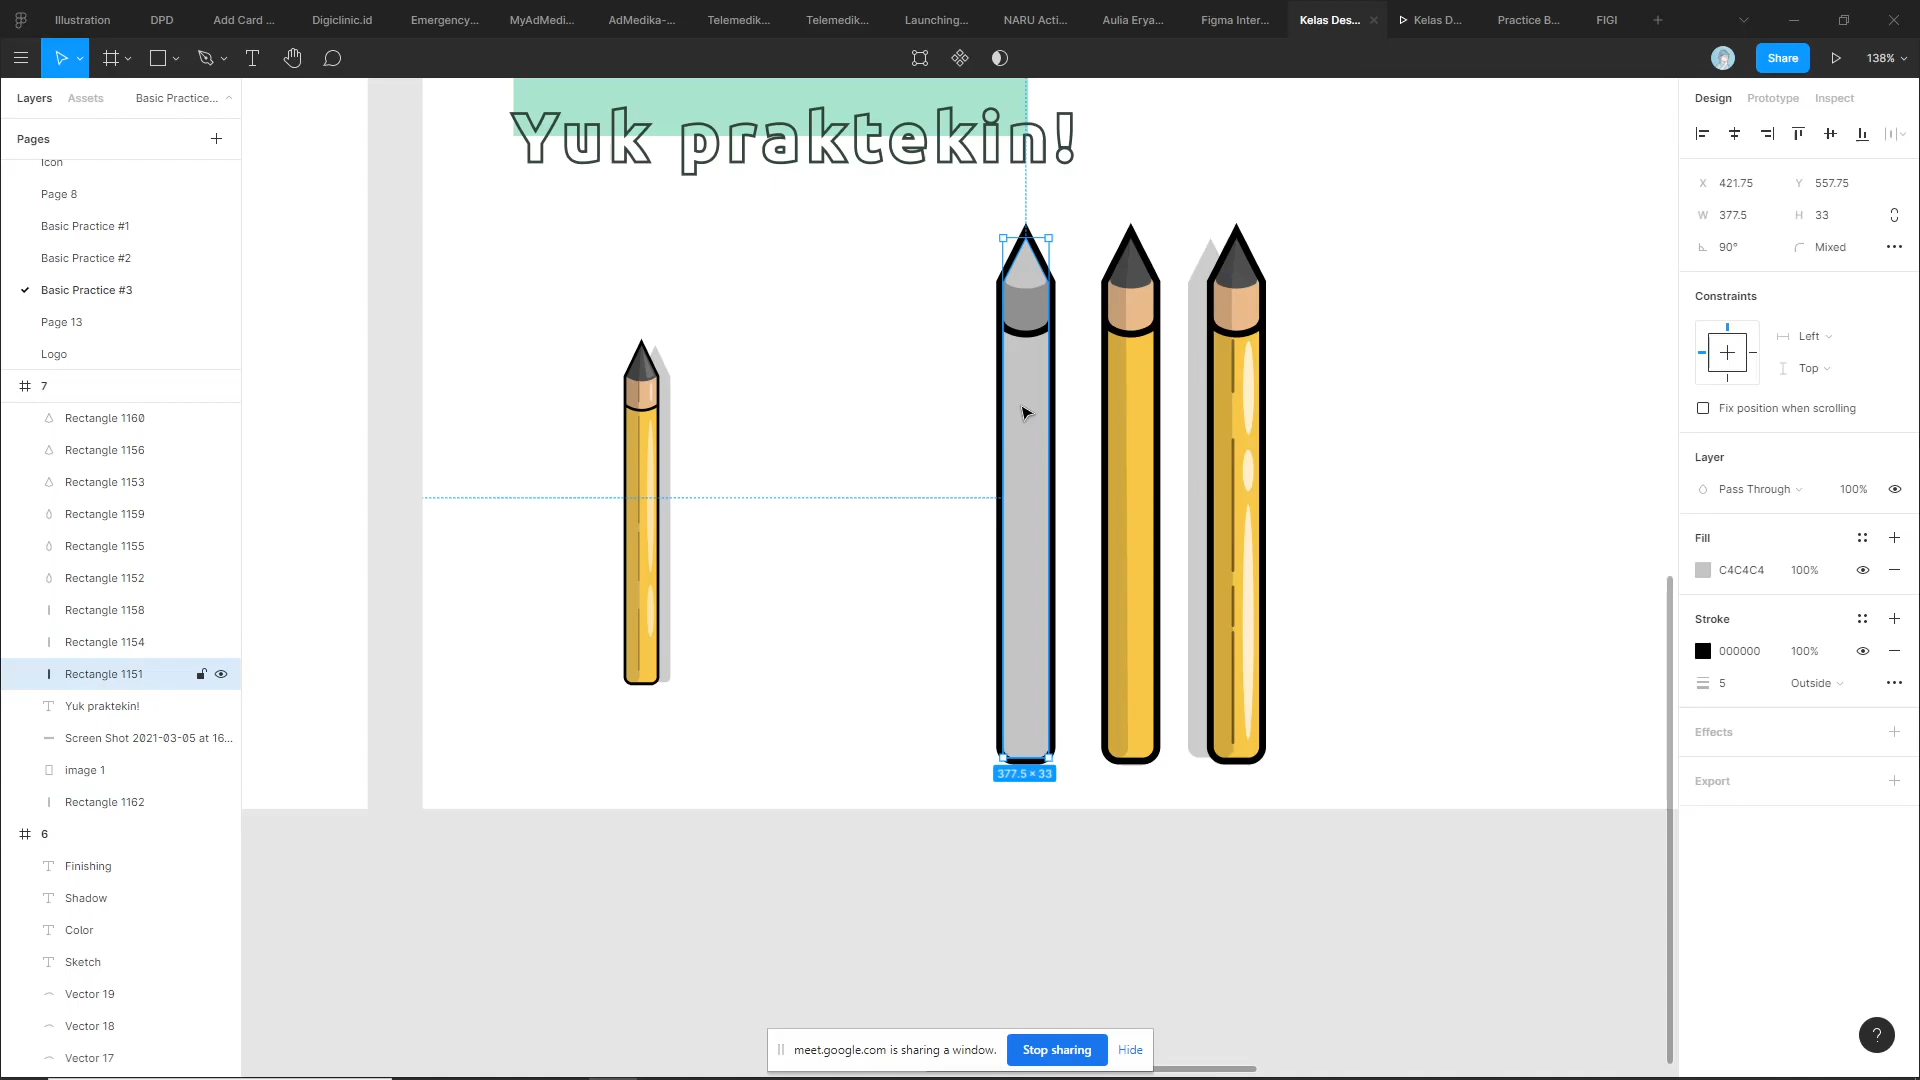 Illustration
DPD
Add Card ...
Digiclinic.id
Emergency...
MyAdMedi...
AdMedika-...
Telemedik...
Telemedik...
Launching...
NARU Acti...
Aulia Erya...
Figma Inter...
Kelas Des...
Kelas D...
Practice B...
FIGI
Share
138%
Layers
Assets
Basic Practice...
Pages
Icon
Page 8
Basic Practice #1
Basic Practice #2
Basic Practice #3
Page 13
Logo
7
Rectangle 1160
Rectangle 1156
Rectangle 1153
Rectangle 1159
Rectangle 1155
Rectangle 1152
Rectangle 1158
Rectangle 1154
Rectangle 1151
Yuk praktekin!
Screen Shot 2021-03-05 at 16...
image 1
Rectangle 1162
6
Finishing
Shadow
Color
Sketch
Vector 19
Vector 18
Vector 17
Yuk praktekin!
377.5 × 33
meet.google.com is sharing a window.
Stop sharing
Hide
Design
Prototype
Inspect
X 421.75 Y 557.75
W 377.5 H 33
90° Mixed
Constraints
Left
Top
Fix position when scrolling
Layer
Pass Through 100%
Fill
C4C4C4 100%
Stroke
000000 100%
5 Outside
Effects
Export
?